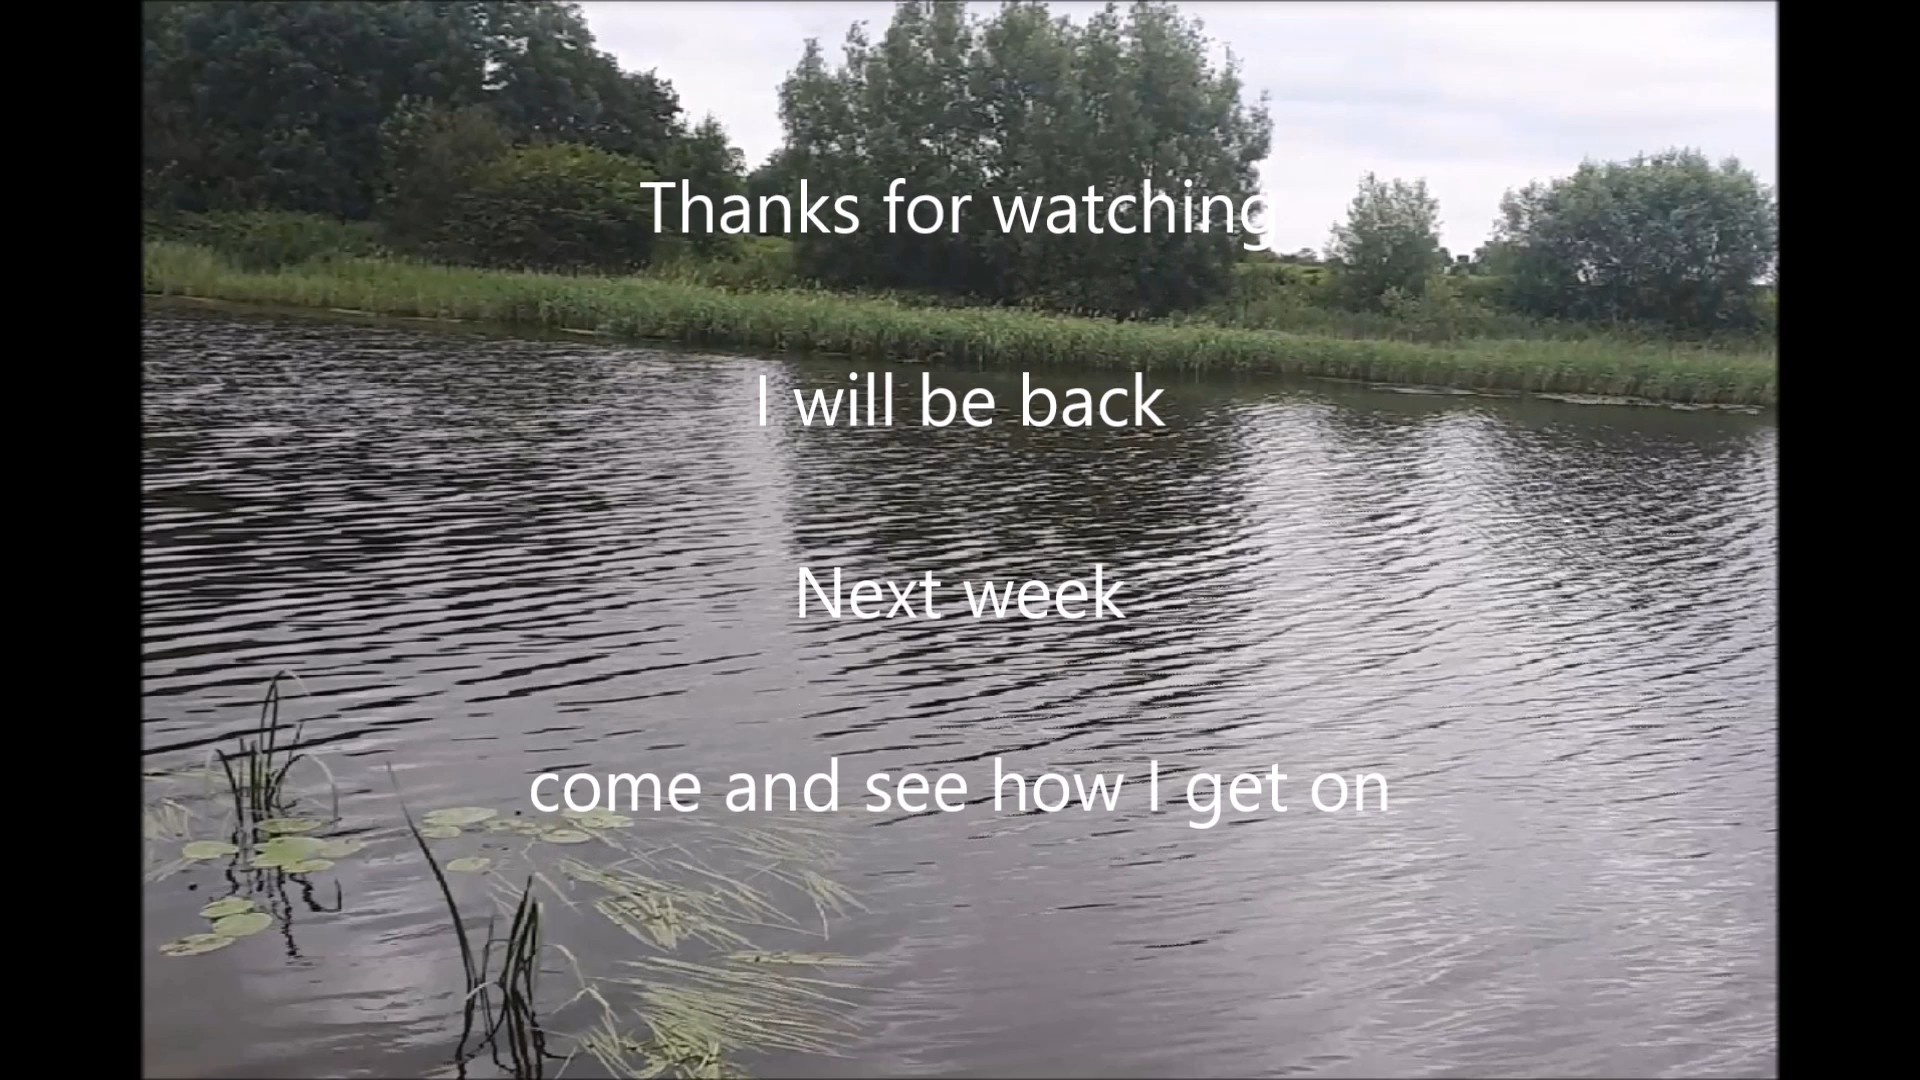 Thanks for watching
I will be back
Next week
come and see how I get on